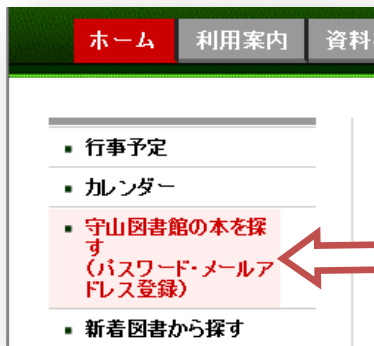 ホーム 利用案内 資料
行事予定
カレンダー
守山図書館の本を探
す
(パスワード・メールア
ドレス登録)
新着図書から探す